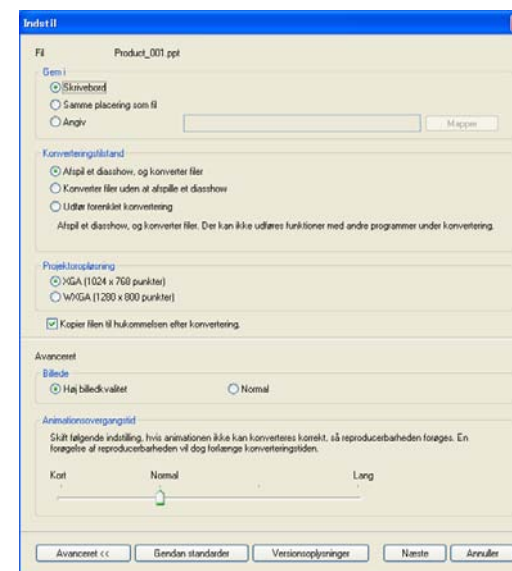 Indstil
Fil Product_001.ppt
Gem i
Skrivebord
Samme placering som fil
Angiv Mapper
Konverteringstilstand
Afspil et diasshow, og konverter filer
Konverter filer uden at afspille et diasshow
Udfør forenklet konvertering
Afspil et diasshow, og konverter filer. Der kan ikke udføres funktioner med andre programmer under konvertering.
Projektoropløsning
XGA (1024 x 768 punkter)
WXGA (1280 x 800 punkter)
Kopier filen til hukommelsen efter konvertering.
Avanceret
Billede
Høj billedkvalitet Normal
Animationsovergangstid
Skift følgende indstilling, hvis animationen ikke kan konverteres korrekt, så reproducerbarheden forøges. En
forøgelse af reproducerbarheden vil dog forlænge konverteringstiden.
Kort Normal Lang
Avanceret << Gendan standarder Versionsoplysninger Næste Annuller